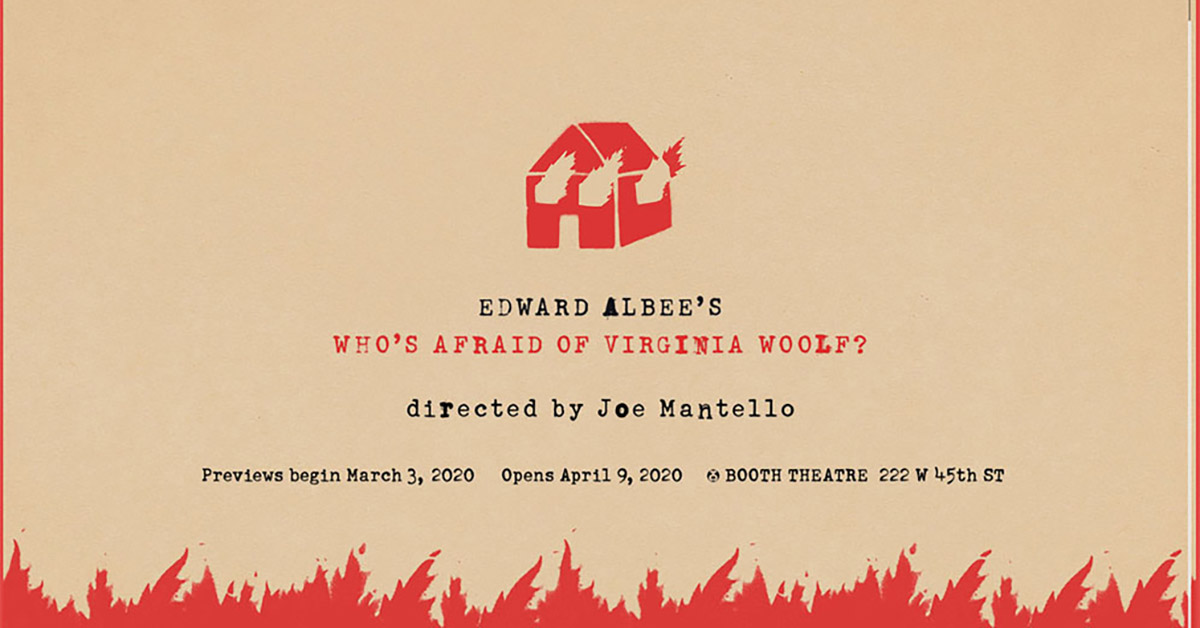 EDWARD ALBEE'S
WHO'S AFRAID OF VIRGINIA WOOLF?
directed by Joe Mantello
Previews begin March 3, 2020 Opens April 9, 2020 BOOTH THEATRE 222 W 45th ST